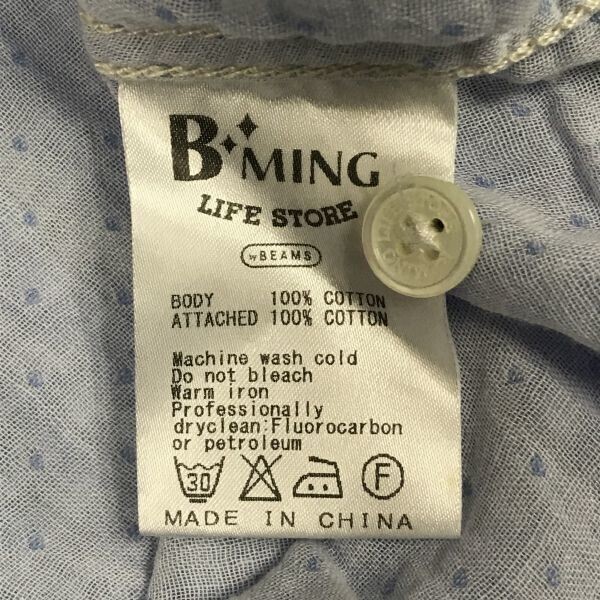 B MING
LIFE STORE
w BEAMS
BODY 100% COTTON
ATTACHED 100% COTTON
Machine wash cold
Do not bleach
Warm iron
Professionally
dryclean:Fluorocarbon
or petroleum
30
F
MADE IN CHINA